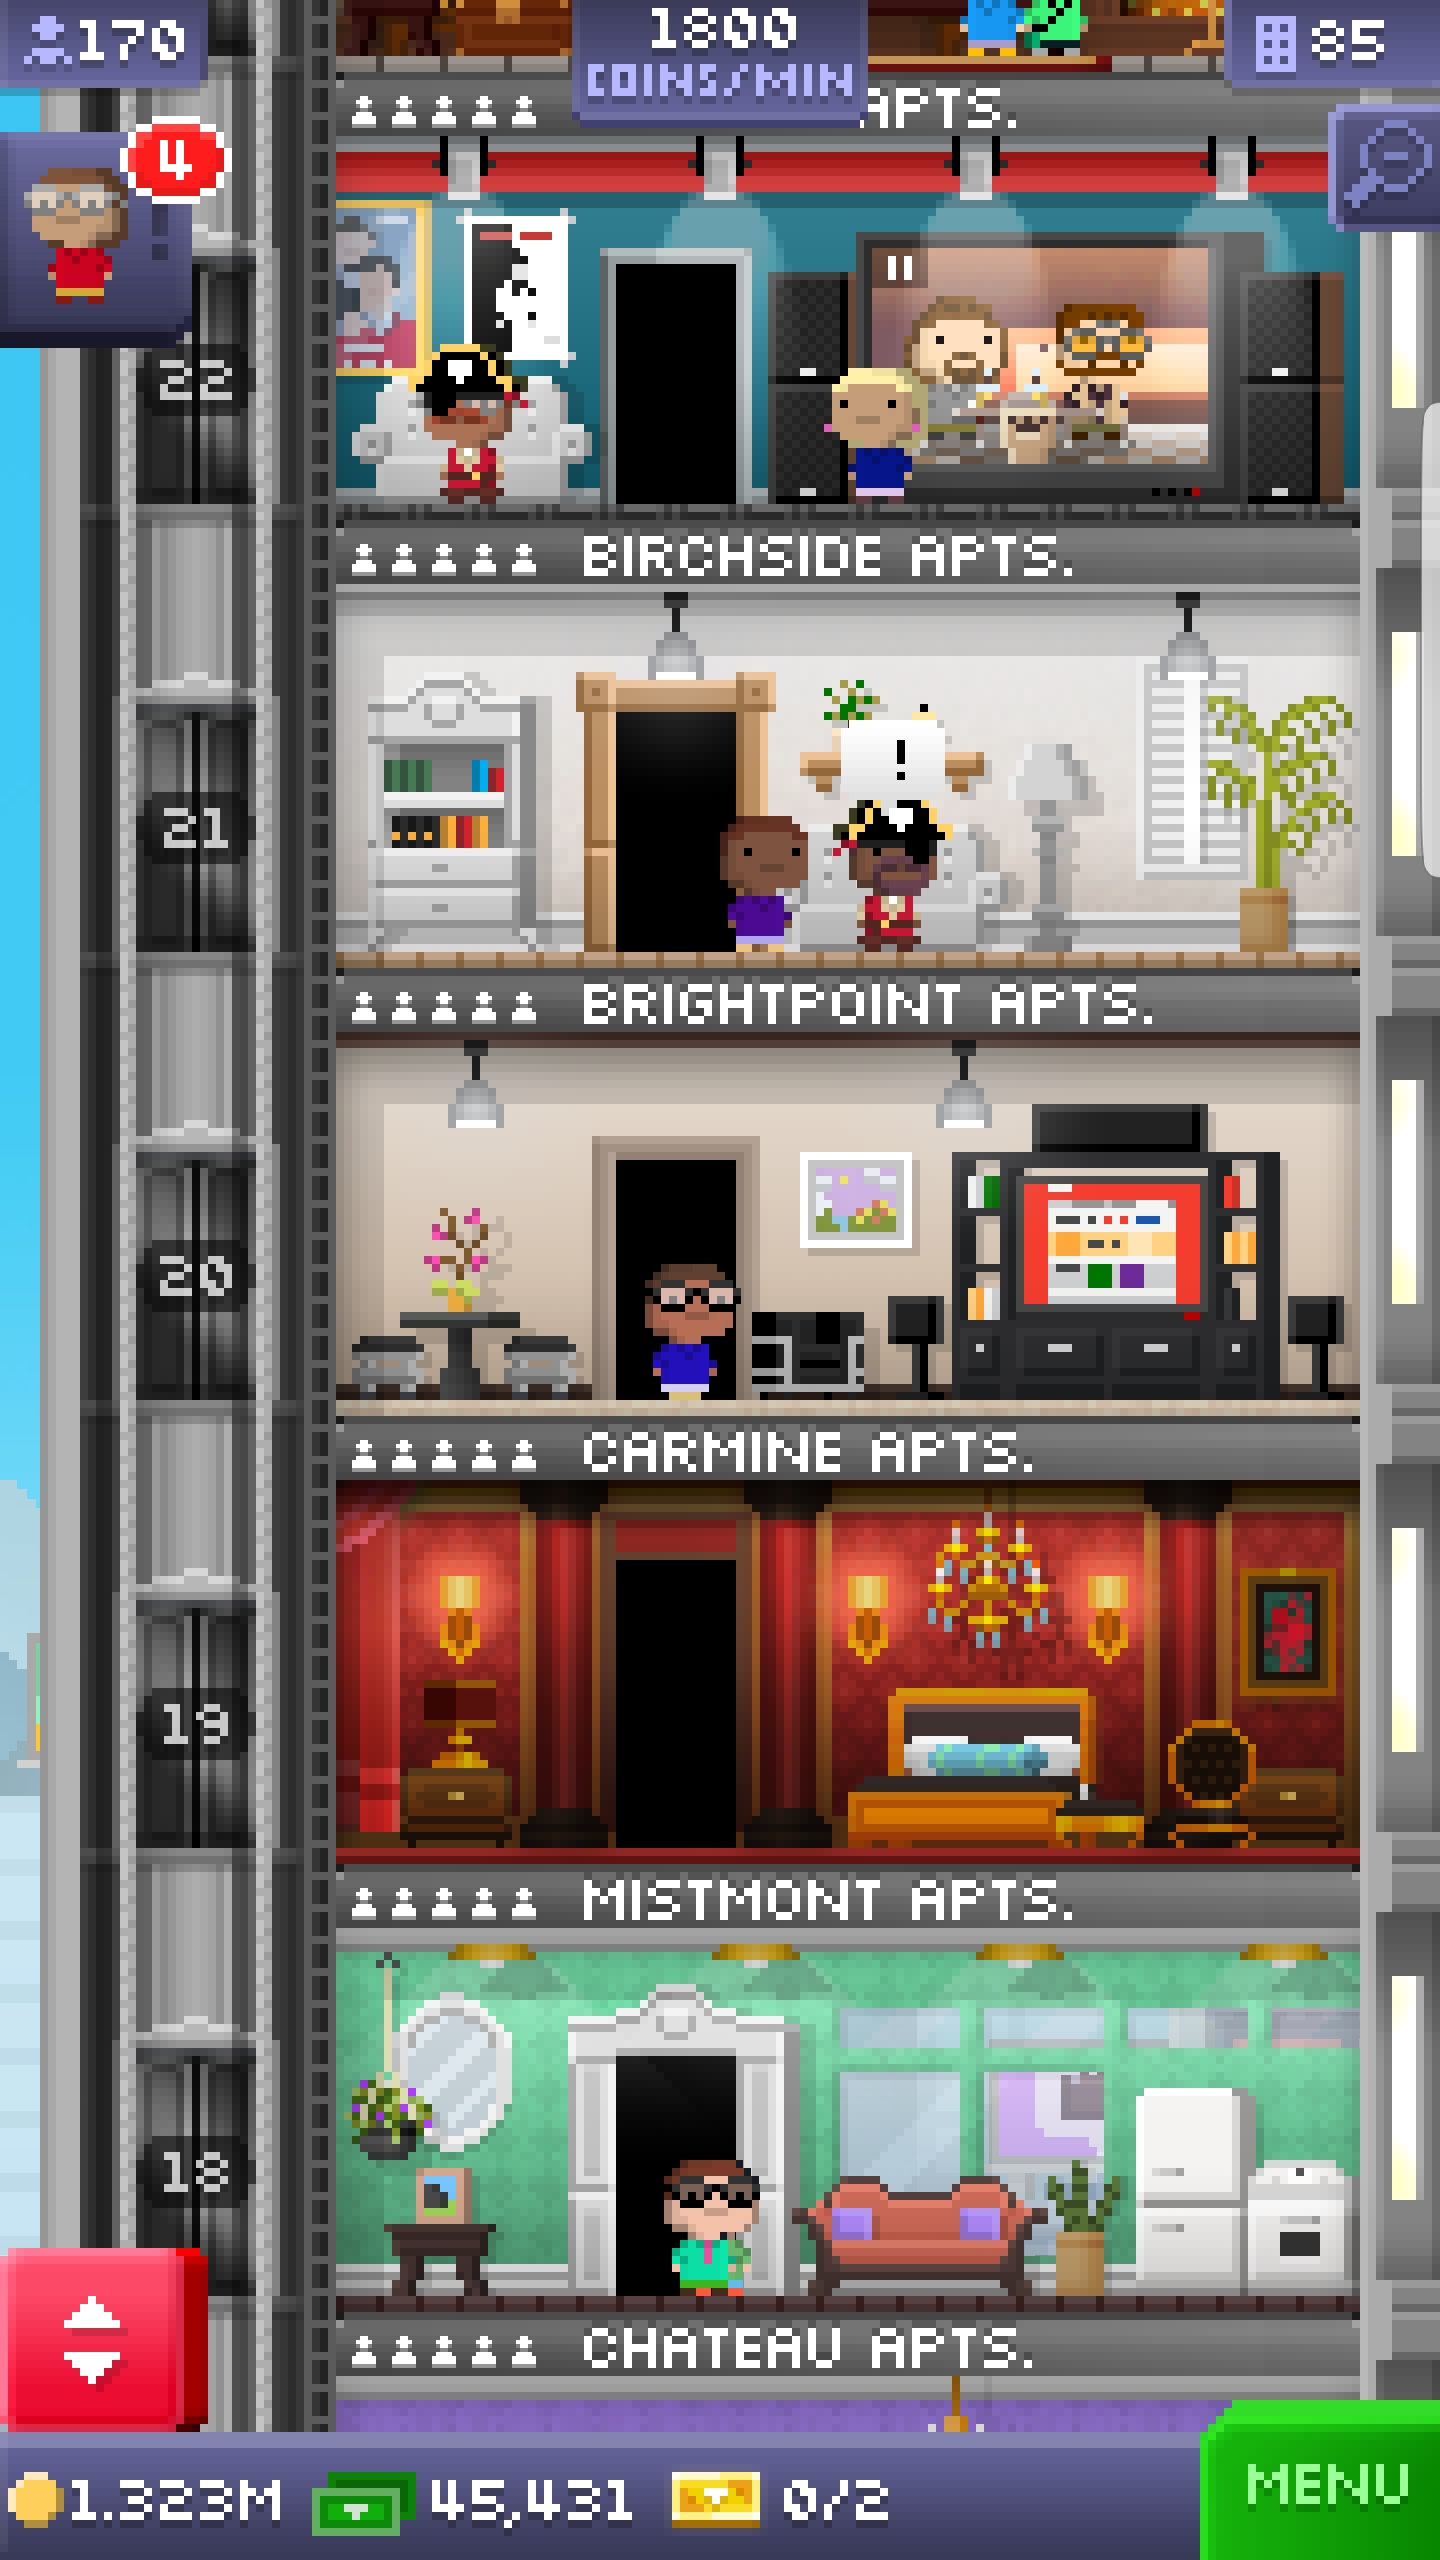 170
1800
COINS/MIN
85
APTS.
4
!
22
BIRCHSIDE APTS.
!
21
BRIGHTPOINT APTS.
20
CARMINE APTS.
19
MISTMONT APTS.
18
CHATEAU APTS.
1.323M
45,431
0/2
MENU